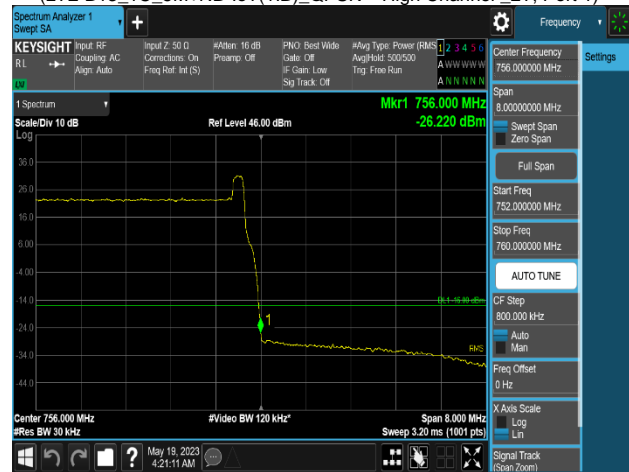 Spectrum Analyzer 1
Swept SA
+
Frequency
KEYSIGHT
RL
Input: RF
Coupling: AC
Align: Auto
Input Z: 50 Ω
Corrections: On
Freq Ref: Int (S)
#Atten: 16 dB
Preamp: Off
PNO: Best Wide
Gate: Off
IF Gain: Low
Sig Track: Off
#Avg Type: Power (RMS
Avg|Hold: 500/500
Trig: Free Run
1 2 3 4 5 6
A WWWWW
A N N N N N
LW
1 Spectrum
Mkr1 756.000 MHz
-26.220 dBm
Scale/Div 10 dB
Ref Level 46.00 dBm
Log
36.0
26.0
16.0
6.00
-4.00
-14.0
-24.0
-34.0
-44.0
1
RMS
Center 756.000 MHz
#Res BW 30 kHz
#Video BW 120 kHz*
Span 8.000 MHz
Sweep 3.20 ms (1001 pts)
Center Frequency
756.000000 MHz
Settings
Span
8.00000000 MHz
Swept Span
Zero Span
Full Span
Start Freq
752.000000 MHz
Stop Freq
760.000000 MHz
AUTO TUNE
CF Step
800.000 kHz
Auto
Man
Freq Offset
0 Hz
X Axis Scale
Log
Lin
Signal Track
(Span Zoom)
?
May 19, 2023
4:21:11 AM